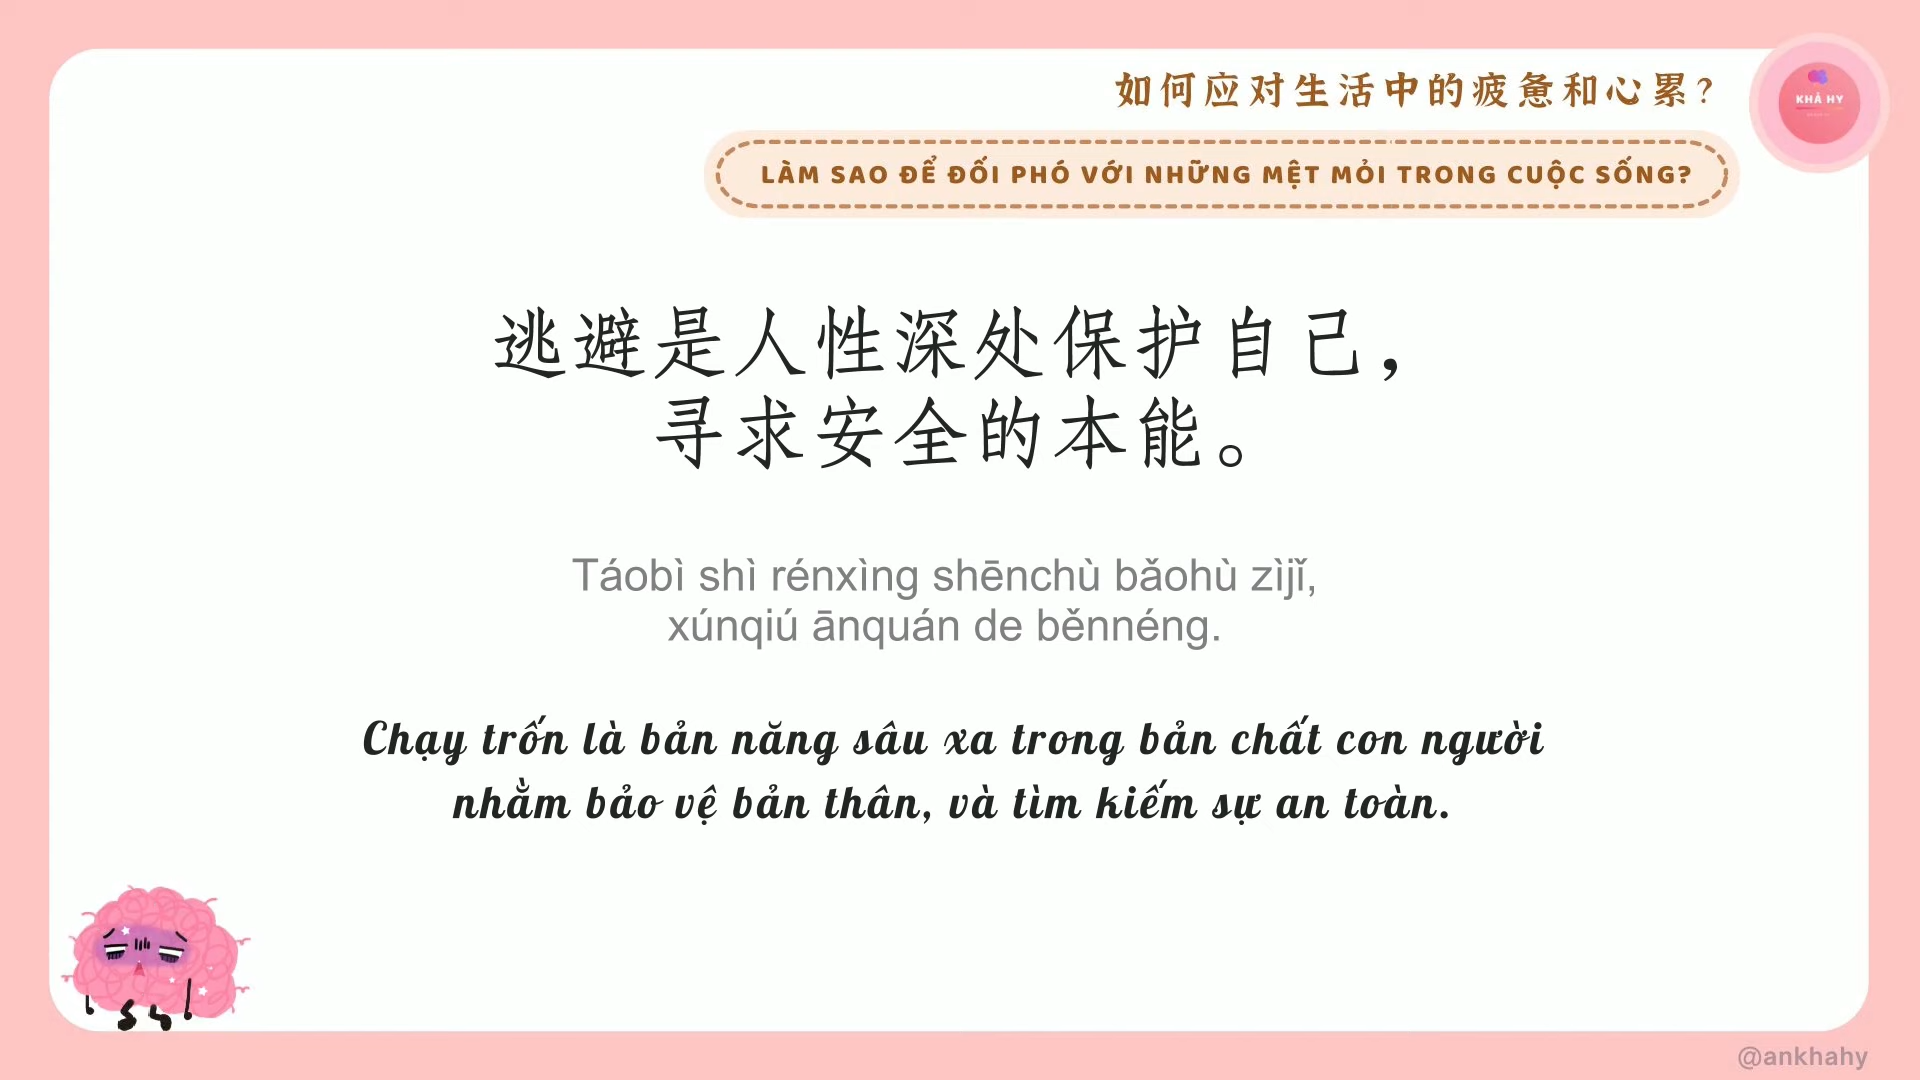 如何应对生活中的疲惫和心累?
KHẢ HY
LÀM SAO ĐỂ ĐỐI PHÓ VỚI NHỮNG MỆT MỎI TRONG CUỘC SỐNG?
逃避是人性深处保护自己，
寻求安全的本能。
Táobì shì rénxìng shēnchù bǎohù zìjǐ,
xúnqiú ānquán de běnnéng.
Chạy trốn là bản năng sâu xa trong bản chất con người
nhằm bảo vệ bản thân, và tìm kiếm sự an toàn.
@ankhahy